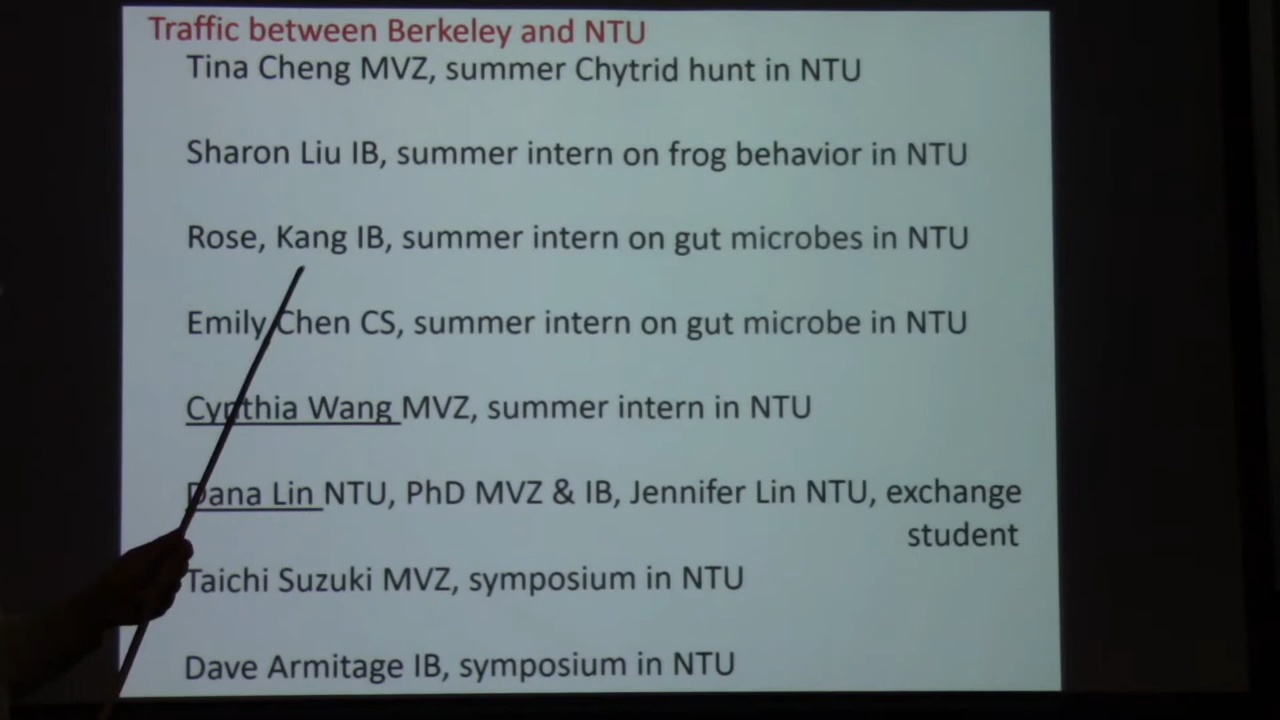 Traffic between Berkeley and NTU
Tina Cheng MVZ, summer Chytrid hunt in NTU
Sharon Liu IB, summer intern on frog behavior in NTU
Rose, Kang IB, summer intern on gut microbes in NTU
Emily Chen CS, summer intern on gut microbe in NTU
Cynthia Wang MVZ, summer intern in NTU
Dana Lin NTU, PhD MVZ & IB, Jennifer Lin NTU, exchange
student
Taichi Suzuki MVZ, symposium in NTU
Dave Armitage IB, symposium in NTU